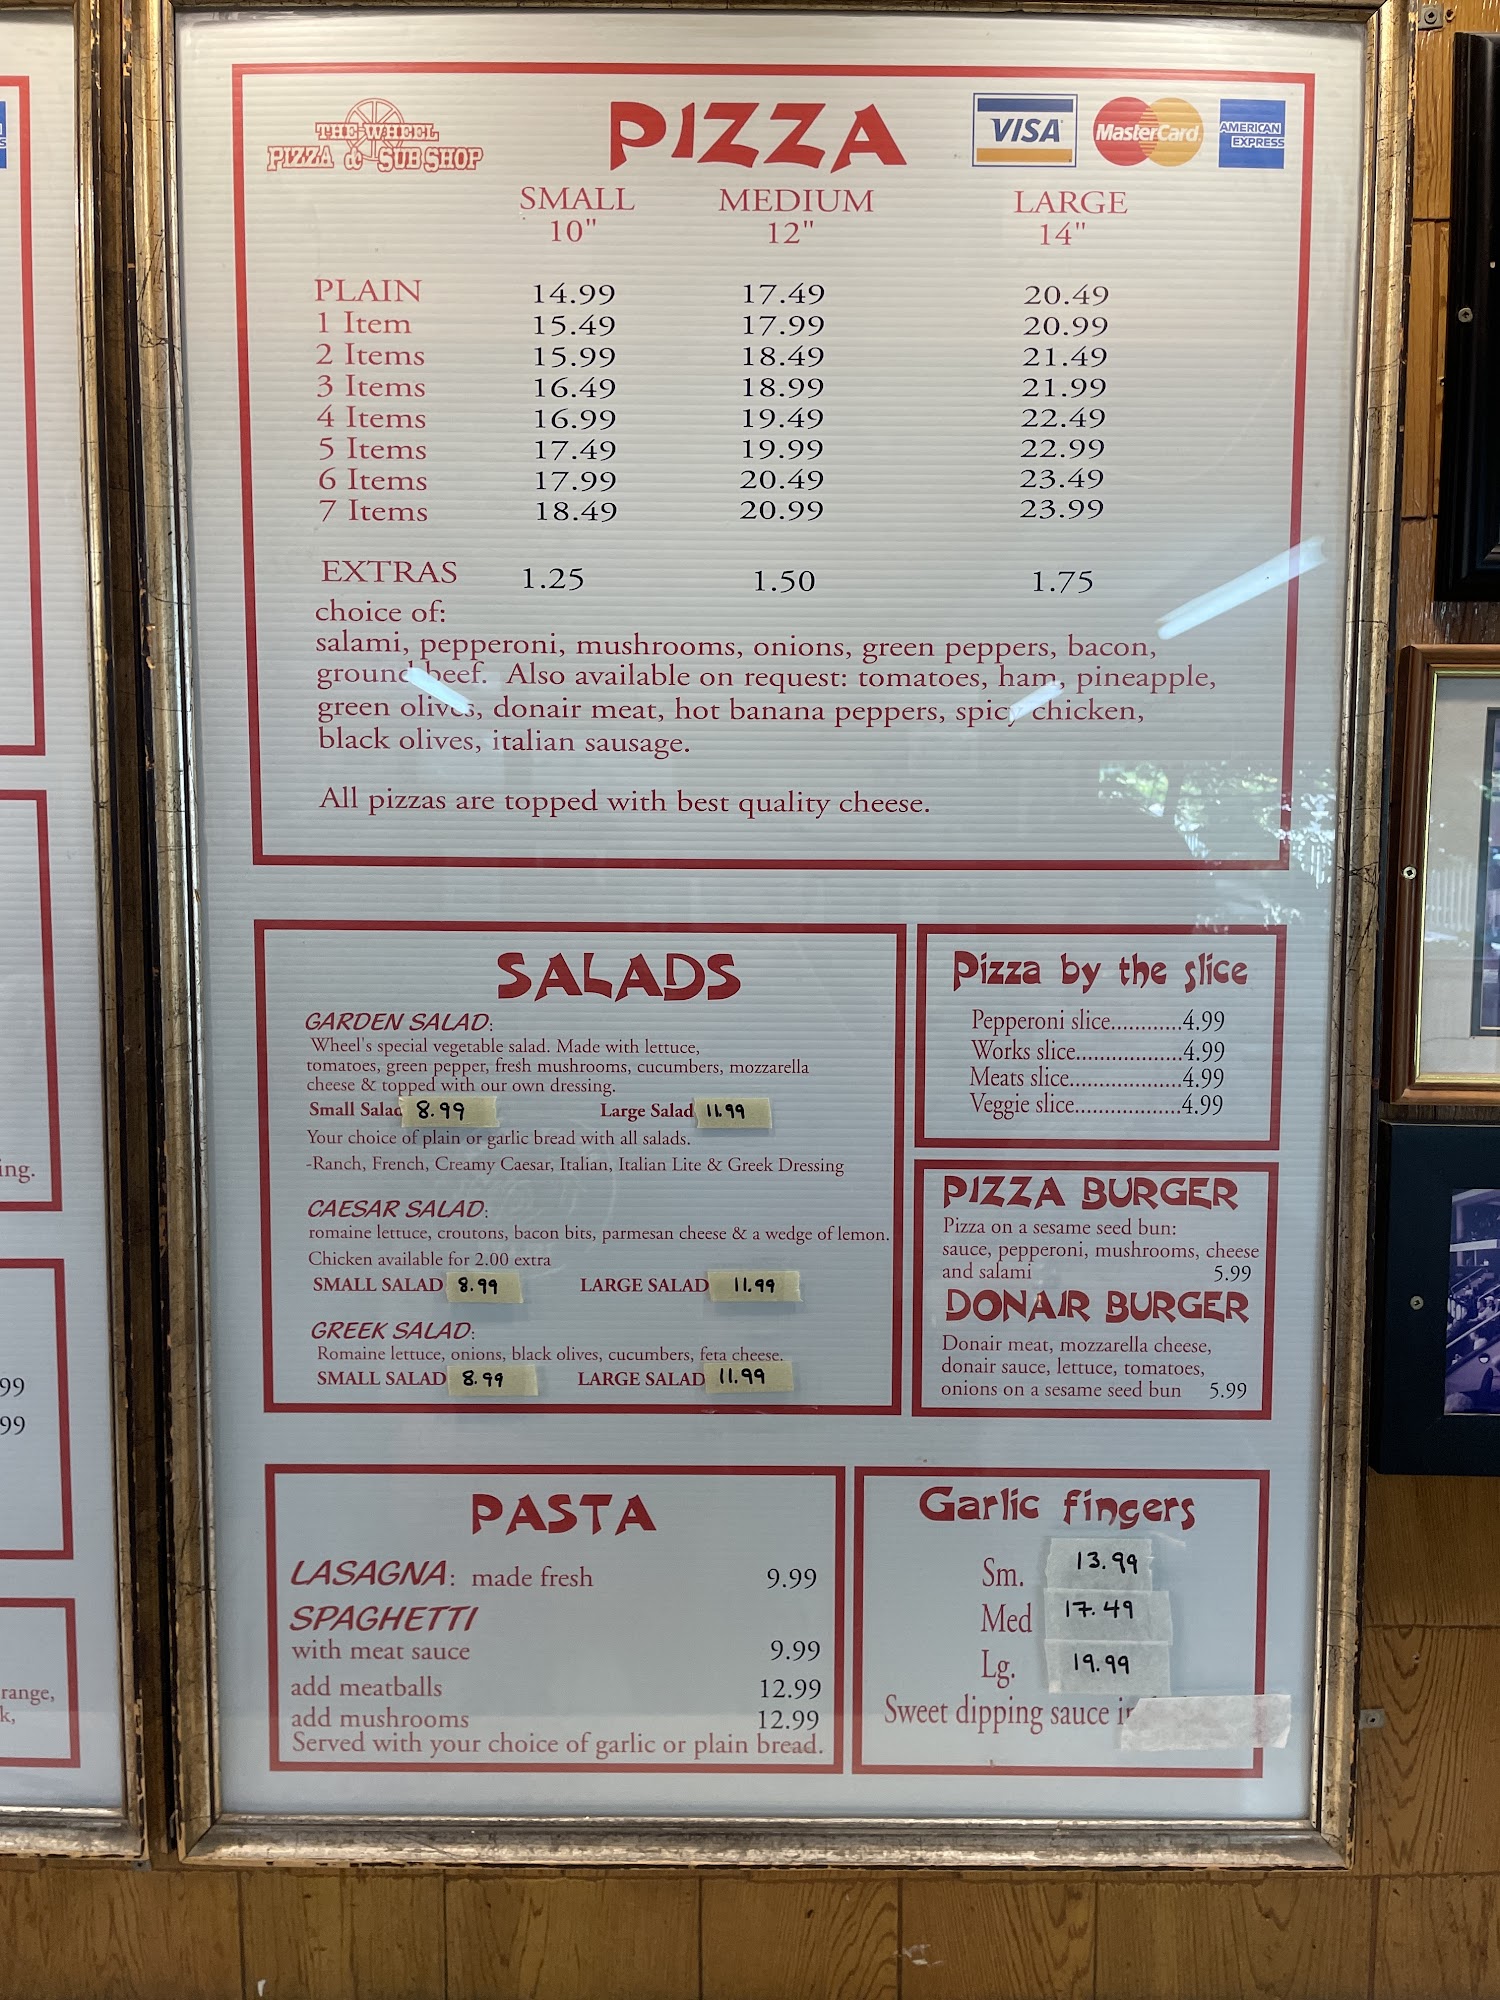 THE WHEEL
PIZZA & SUB SHOP
PIZZA
VISA
MasterCard
AMERICAN
EXPRESS
SMALL MEDIUM LARGE
10" 12" 14"
PLAIN 14.99 17.49 20.49
1 Item 15.49 17.99 20.99
2 Items 15.99 18.49 21.49
3 Items 16.49 18.99 21.99
4 Items 16.99 19.49 22.49
5 Items 17.49 19.99 22.99
6 Items 17.99 20.49 23.49
7 Items 18.49 20.99 23.99
EXTRAS 1.25 1.50 1.75
choice of:
salami, pepperoni, mushrooms, onions, green peppers, bacon,
ground beef. Also available on request: tomatoes, ham, pineapple,
green olives, donair meat, hot banana peppers, spicy chicken,
black olives, italian sausage.
All pizzas are topped with best quality cheese.
SALADS
GARDEN SALAD:
Wheel's special vegetable salad. Made with lettuce,
tomatoes, green pepper, fresh mushrooms, cucumbers, mozzarella
cheese & topped with our own dressing.
Small Salad 8.99 Large Salad 11.99
Your choice of plain or garlic bread with all salads.
-Ranch, French, Creamy Caesar, Italian, Italian Lite & Greek Dressing
CAESAR SALAD:
romaine lettuce, croutons, bacon bits, parmesan cheese & a wedge of lemon.
Chicken available for 2.00 extra
SMALL SALAD 8.99 LARGE SALAD 11.99
GREEK SALAD:
Romaine lettuce, onions, black olives, cucumbers, feta cheese.
SMALL SALAD 8.99 LARGE SALAD 11.99
Pizza by the slice
Pepperoni slice............4.99
Works slice..................4.99
Meats slice...................4.99
Veggie slice..................4.99
PIZZA BURGER
Pizza on a sesame seed bun:
sauce, pepperoni, mushrooms, cheese
and salami 5.99
DONAIR BURGER
Donair meat, mozzarella cheese,
donair sauce, lettuce, tomatoes,
onions on a sesame seed bun 5.99
PASTA
LASAGNA: made fresh 9.99
SPAGHETTI
with meat sauce 9.99
add meatballs 12.99
add mushrooms 12.99
Served with your choice of garlic or plain bread.
Garlic fingers
Sm. 13.99
Med 17.49
Lg. 19.99
Sweet dipping sauce
ing.
99
99
range,
k,